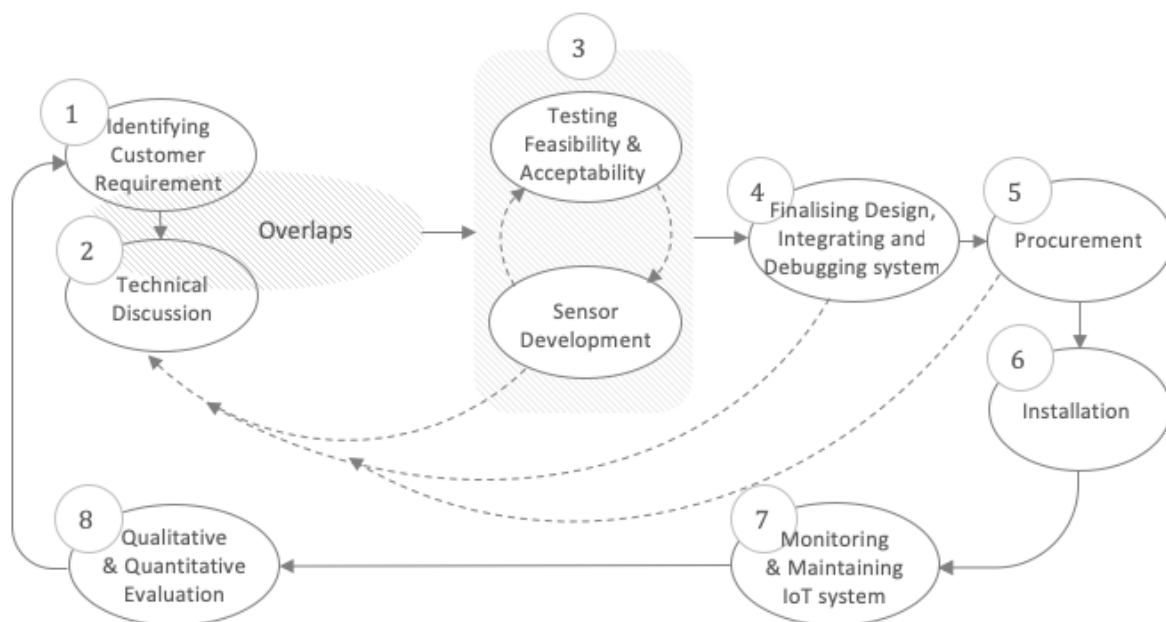 1
Identifying
Customer
Requirement
2
Technical
Discussion
Overlaps
3
Testing
Feasibility &
Acceptability
Sensor
Development
4
Finalising Design,
Integrating and
Debugging system
5
Procurement
6
Installation
7
Monitoring
& Maintaining
IoT system
8
Qualitative
& Quantitative
Evaluation